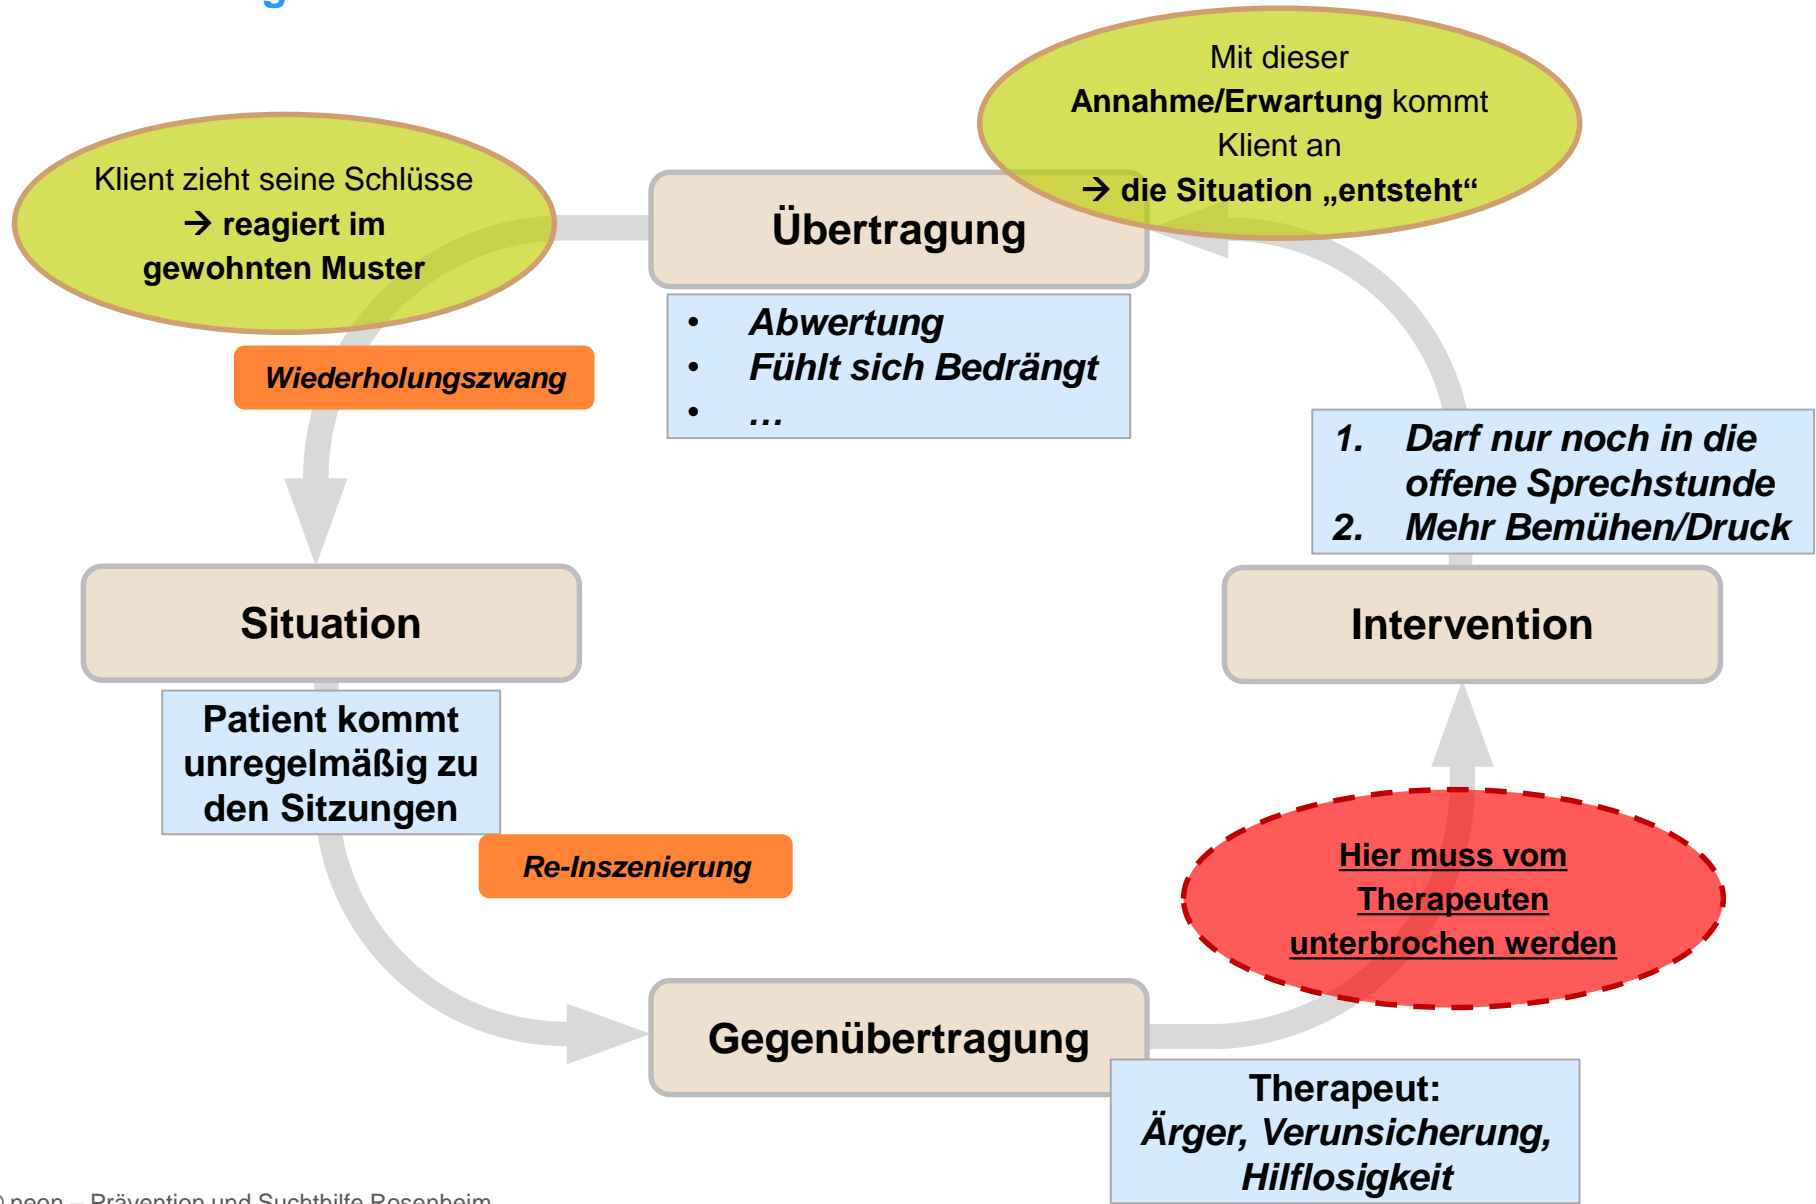 Mit dieser
Annahme/Erwartung kommt
Klient an
→ die Situation „entsteht“
Klient zieht seine Schlüsse
→ reagiert im
gewohnten Muster
Übertragung
• Abwertung
• Fühlt sich Bedrängt
• …
Wiederholungszwang
1. Darf nur noch in die
offene Sprechstunde
2. Mehr Bemühen/Druck
Situation
Intervention
Patient kommt
unregelmäßig zu
den Sitzungen
Re-Inszenierung
Hier muss vom
Therapeuten
unterbrochen werden
Gegenübertragung
Therapeut:
Ärger, Verunsicherung,
Hilflosigkeit
neon – Prävention und Suchthilfe Rosenheim